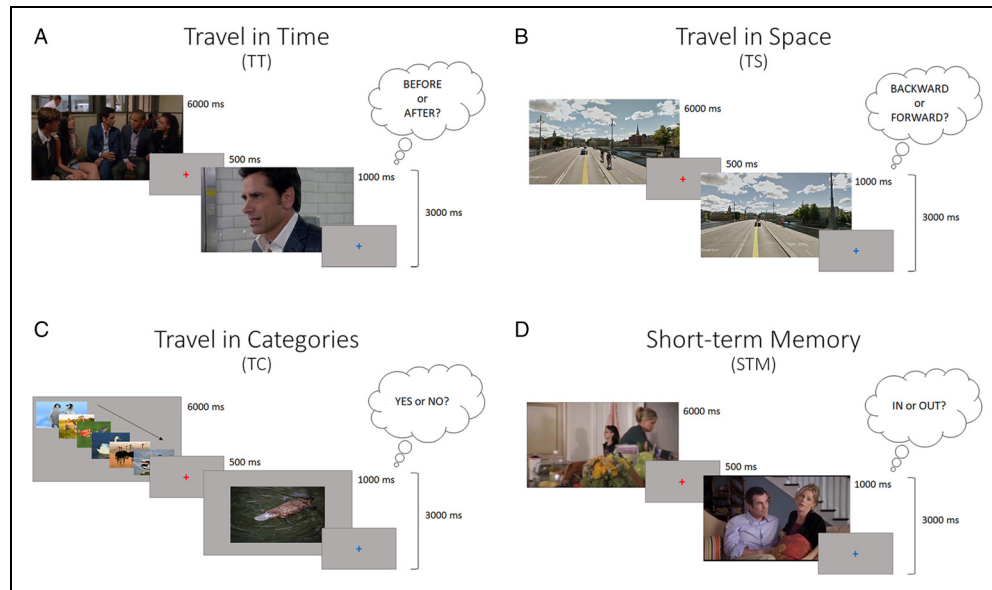 A
Travel in Time
(TT)
BEFORE
or
AFTER?
6000 ms
500 ms
1000 ms
3000 ms
B
Travel in Space
(TS)
BACKWARD
or
FORWARD?
6000 ms
500 ms
1000 ms
3000 ms
C
Travel in Categories
(TC)
YES or NO?
6000 ms
500 ms
1000 ms
3000 ms
D
Short-term Memory
(STM)
IN or OUT?
6000 ms
500 ms
1000 ms
3000 ms